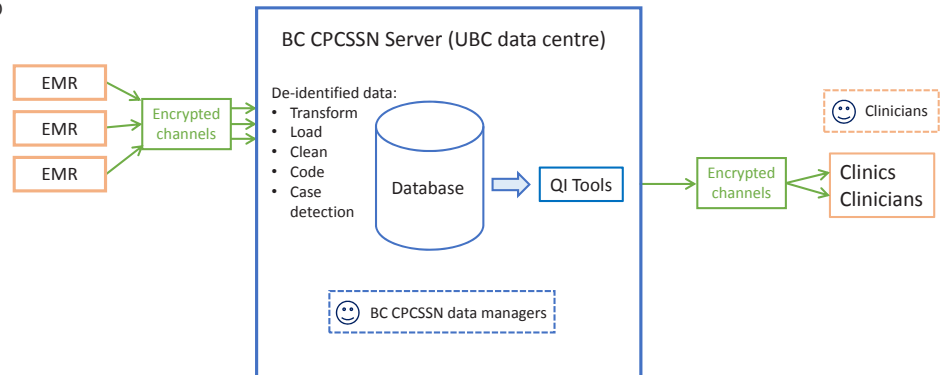 BC CPCSSN Server (UBC data centre)
EMR
EMR
EMR
Encrypted
channels
De-identified data:
• Transform
• Load
• Clean
• Code
• Case
detection
Database
QI Tools
BC CPCSSN data managers
Encrypted
channels
Clinicians
Clinics
Clinicians